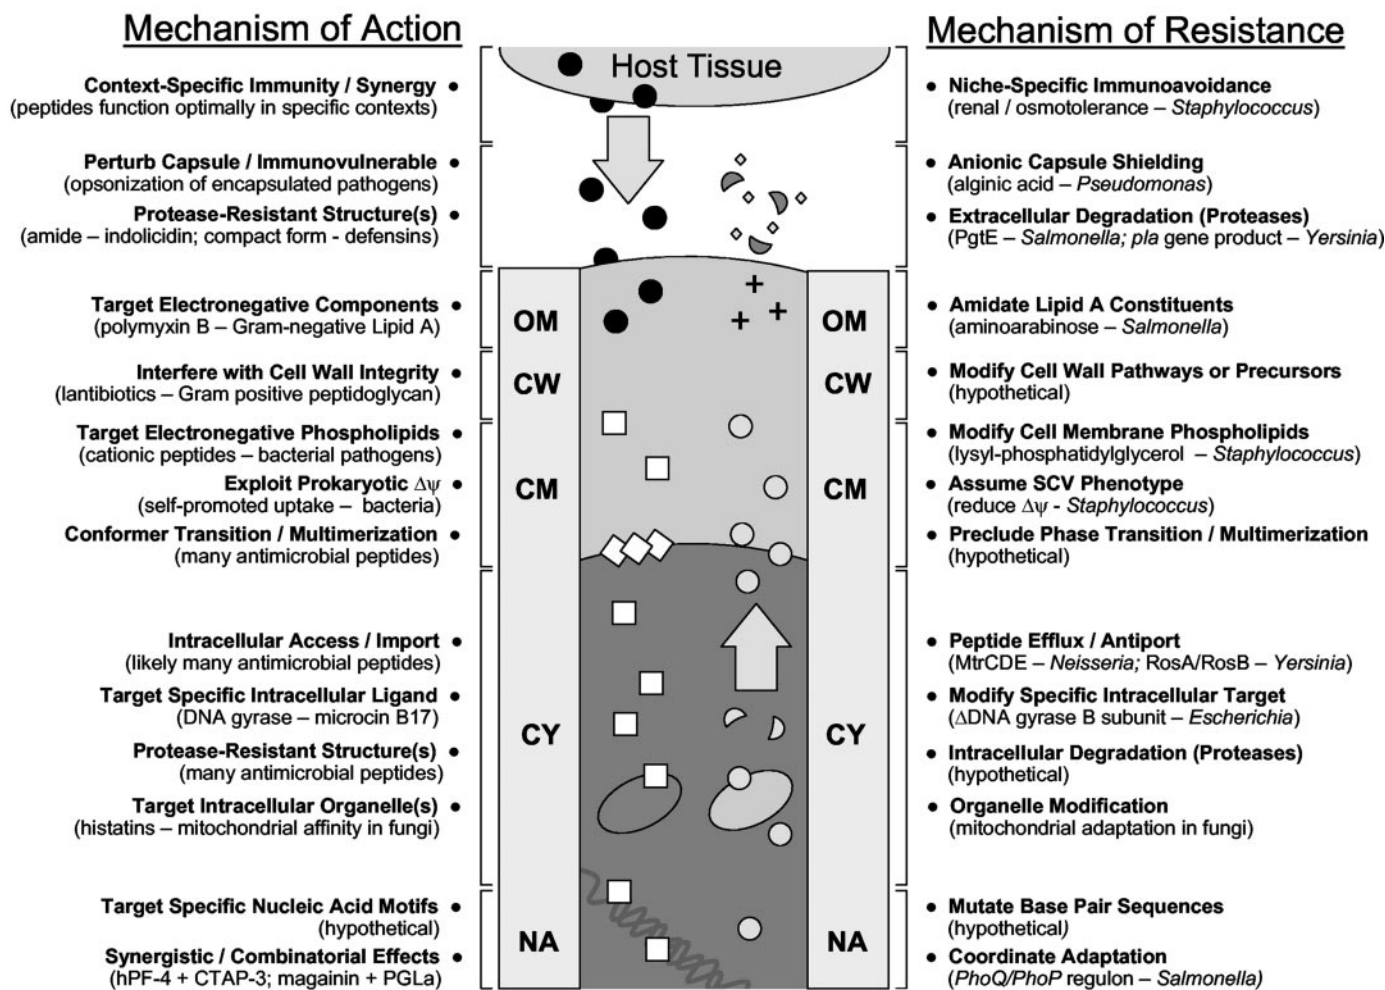 Mechanism of Action
Context-Specific Immunity / Synergy
(peptides function optimally in specific contexts)
Perturb Capsule / Immunovulnerable
(opsonization of encapsulated pathogens)
Protease-Resistant Structure(s)
(amide – indolicidin; compact form - defensins)
Target Electronegative Components
(polymyxin B – Gram-negative Lipid A)
Interfere with Cell Wall Integrity
(lantibiotics – Gram positive peptidoglycan)
Target Electronegative Phospholipids
(cationic peptides – bacterial pathogens)
Exploit Prokaryotic Δψ
(self-promoted uptake – bacteria)
Conformer Transition / Multimerization
(many antimicrobial peptides)
Intracellular Access / Import
(likely many antimicrobial peptides)
Target Specific Intracellular Ligand
(DNA gyrase – microcin B17)
Protease-Resistant Structure(s)
(many antimicrobial peptides)
Target Intracellular Organelle(s)
(histatins – mitochondrial affinity in fungi)
Target Specific Nucleic Acid Motifs
(hypothetical)
Synergistic / Combinatorial Effects
(hPF-4 + CTAP-3; magainin + PGLa)
Host Tissue
OM
CW
CM
CY
NA
+
+
+
OM
CW
CM
CY
NA
Mechanism of Resistance
Niche-Specific Immunoavoidance
(renal / osmotolerance – Staphylococcus)
Anionic Capsule Shielding
(alginic acid – Pseudomonas)
Extracellular Degradation (Proteases)
(PgtE – Salmonella; pla gene product – Yersinia)
Amidate Lipid A Constituents
(aminoarabinose – Salmonella)
Modify Cell Wall Pathways or Precursors
(hypothetical)
Modify Cell Membrane Phospholipids
(lysyl-phosphatidylglycerol – Staphylococcus)
Assume SCV Phenotype
(reduce Δψ - Staphylococcus)
Preclude Phase Transition / Multimerization
(hypothetical)
Peptide Efflux / Antiport
(MtrCDE – Neisseria; RosA/RosB – Yersinia)
Modify Specific Intracellular Target
(ΔDNA gyrase B subunit – Escherichia)
Intracellular Degradation (Proteases)
(hypothetical)
Organelle Modification
(mitochondrial adaptation in fungi)
Mutate Base Pair Sequences
(hypothetical)
Coordinate Adaptation
(PhoQ/PhoP regulon – Salmonella)